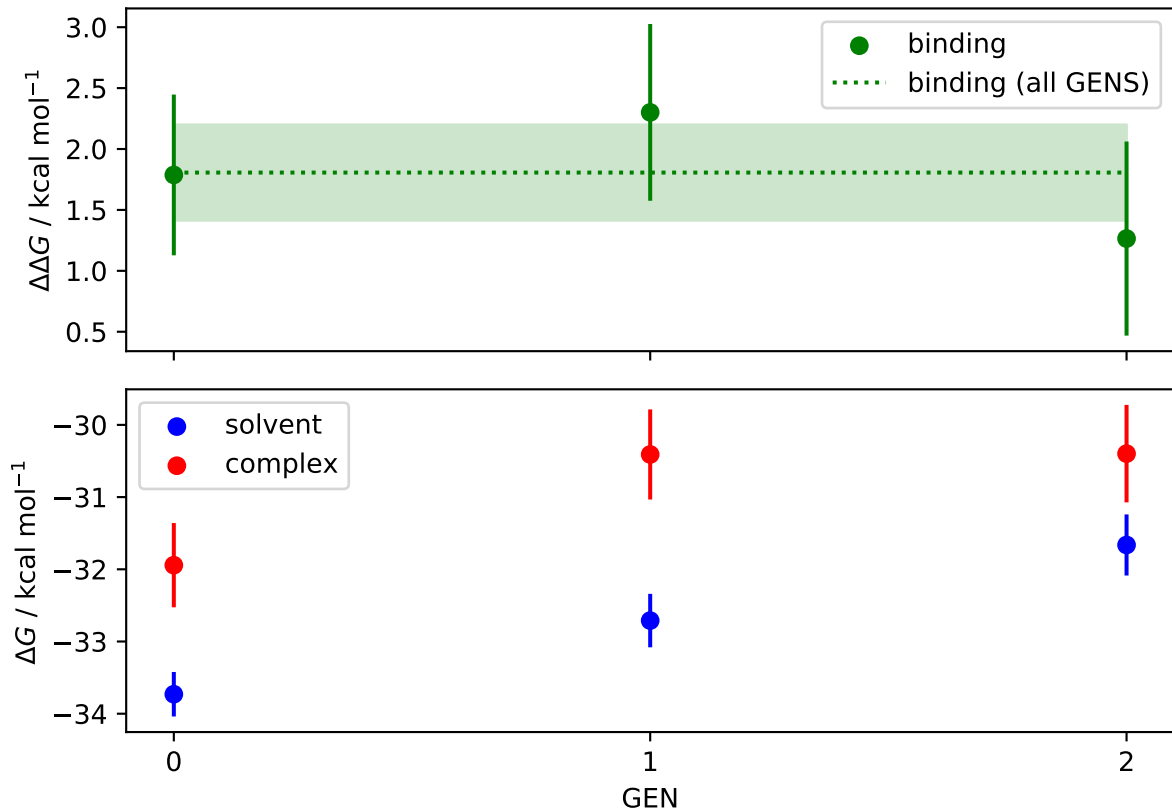 3.0
2.5
2.0
1.5
1.0
0.5
ΔΔG / kcal mol⁻¹
binding
binding (all GENS)
−30
−31
−32
−33
−34
ΔG / kcal mol⁻¹
solvent
complex
0
1
2
GEN